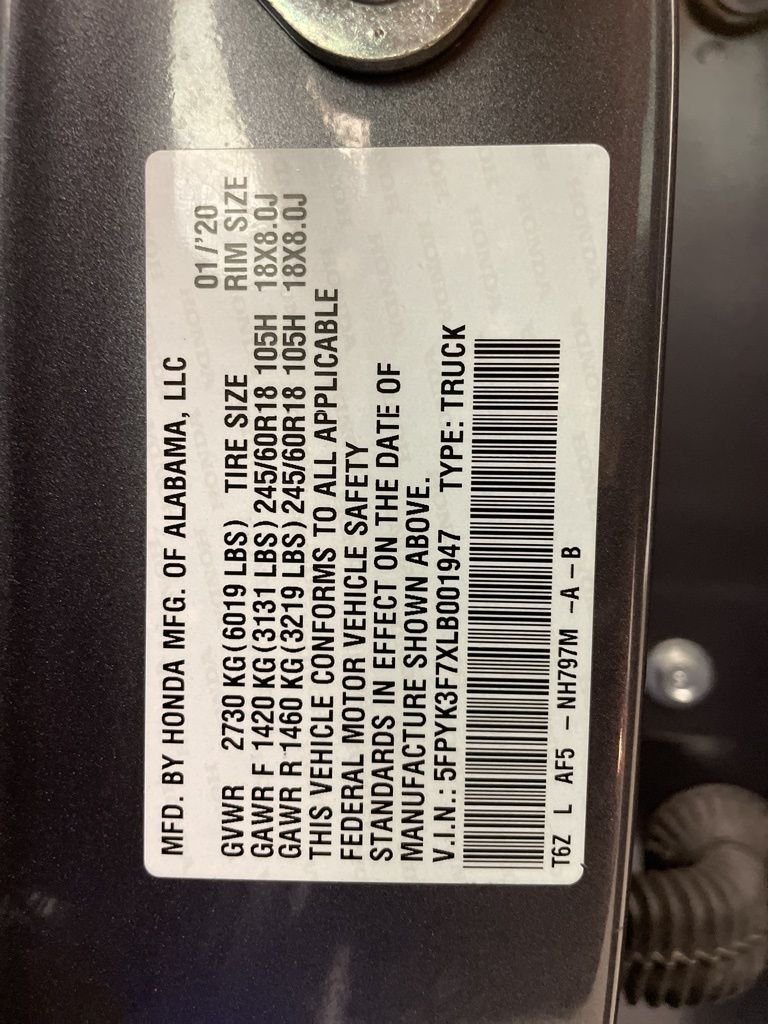 MFD. BY HONDA MFG. OF ALABAMA, LLC
01/'20
GVWR 2730 KG(6019 LBS) TIRE SIZE RIM SIZE
GAWR F 1420 KG(3131 LBS) 245/60R18 105H 18X8.0J
GAWR R 1460 KG(3219 LBS) 245/60R18 105H 18X8.0J
THIS VEHICLE CONFORMS TO ALL APPLICABLE
FEDERAL MOTOR VEHICLE SAFETY
STANDARDS IN EFFECT ON THE DATE OF
MANUFACTURE SHOWN ABOVE.
V.I.N.: 5FPYK3F7XLB001947 TYPE: TRUCK
T6Z L AF5 -NH797M -A-B